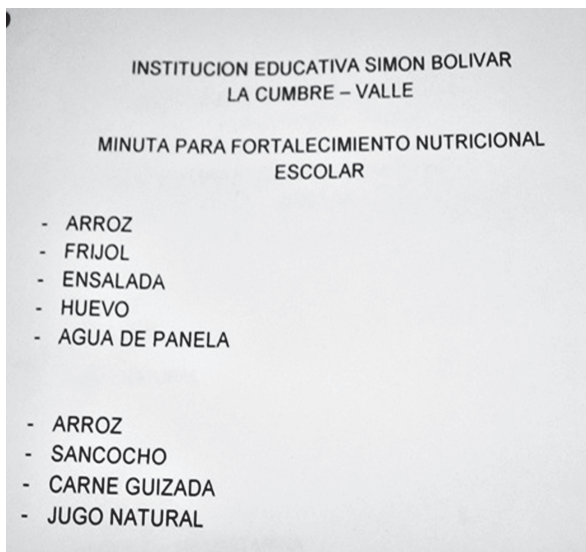 INSTITUCION EDUCATIVA SIMON BOLIVAR
LA CUMBRE – VALLE
MINUTA PARA FORTALECIMIENTO NUTRICIONAL
ESCOLAR
- ARROZ
- FRIJOL
- ENSALADA
- HUEVO
- AGUA DE PANELA
- ARROZ
- SANCOCHO
- CARNE GUIZADA
- JUGO NATURAL